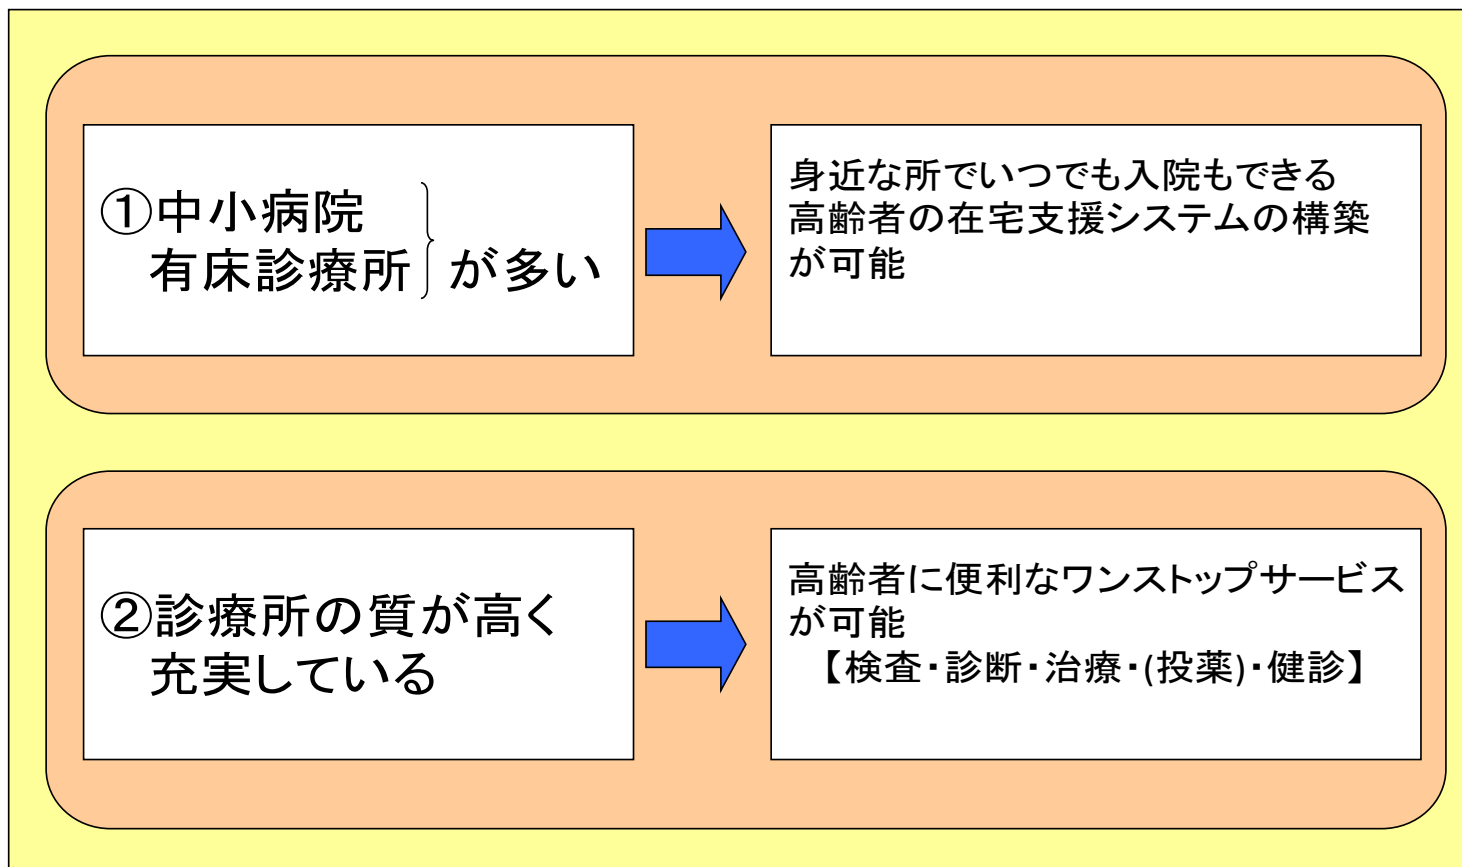 ①中小病院
有床診療所 が多い
身近な所でいつでも入院もできる
高齢者の在宅支援システムの構築
が可能
②診療所の質が高く
充実している
高齢者に便利なワンストップサービス
が可能
【検査・診断・治療・(投薬)・健診】